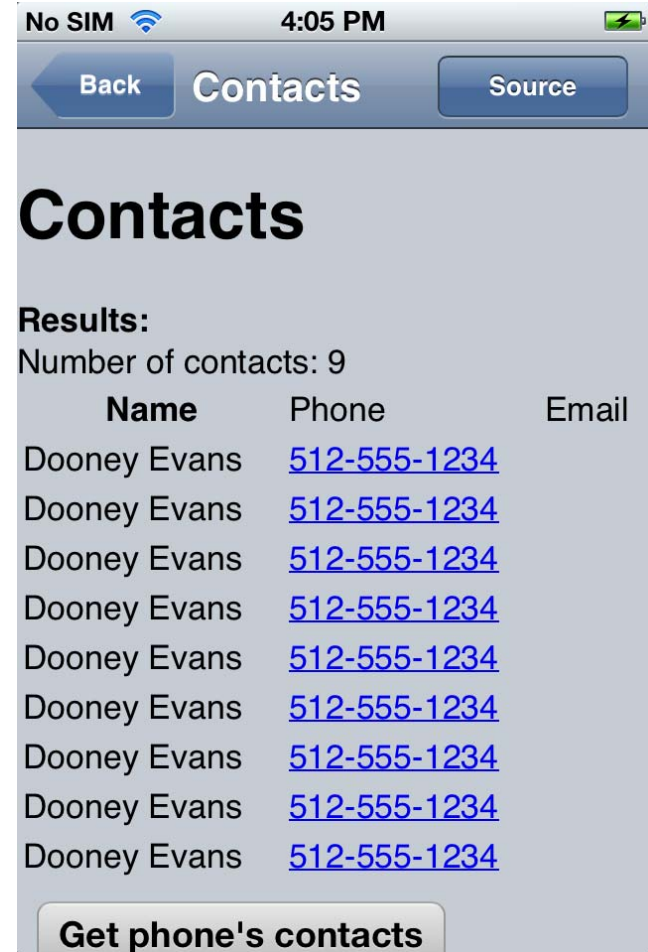 No SIM 4:05 PM
Back Contacts Source
Contacts
Results:
Number of contacts: 9
Name Phone Email
Dooney Evans 512-555-1234
Dooney Evans 512-555-1234
Dooney Evans 512-555-1234
Dooney Evans 512-555-1234
Dooney Evans 512-555-1234
Dooney Evans 512-555-1234
Dooney Evans 512-555-1234
Dooney Evans 512-555-1234
Dooney Evans 512-555-1234
Get phone's contacts